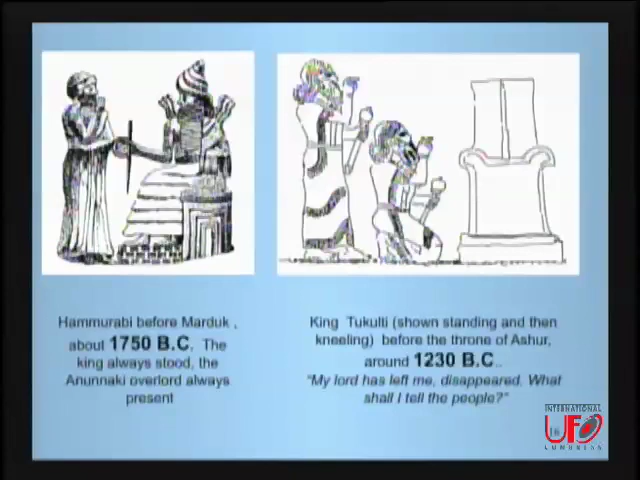 Hammurabi before Marduk ,
about 1750 B.C. The
king always stood, the
Anunnaki overlord always
present
King Tukulti (shown standing and then
kneeling) before the throne of Ashur,
around 1230 B.C..
"My lord has left me, disappeared. What
shall I tell the people?"
INTERNATIONAL
UFO
CONGRESS